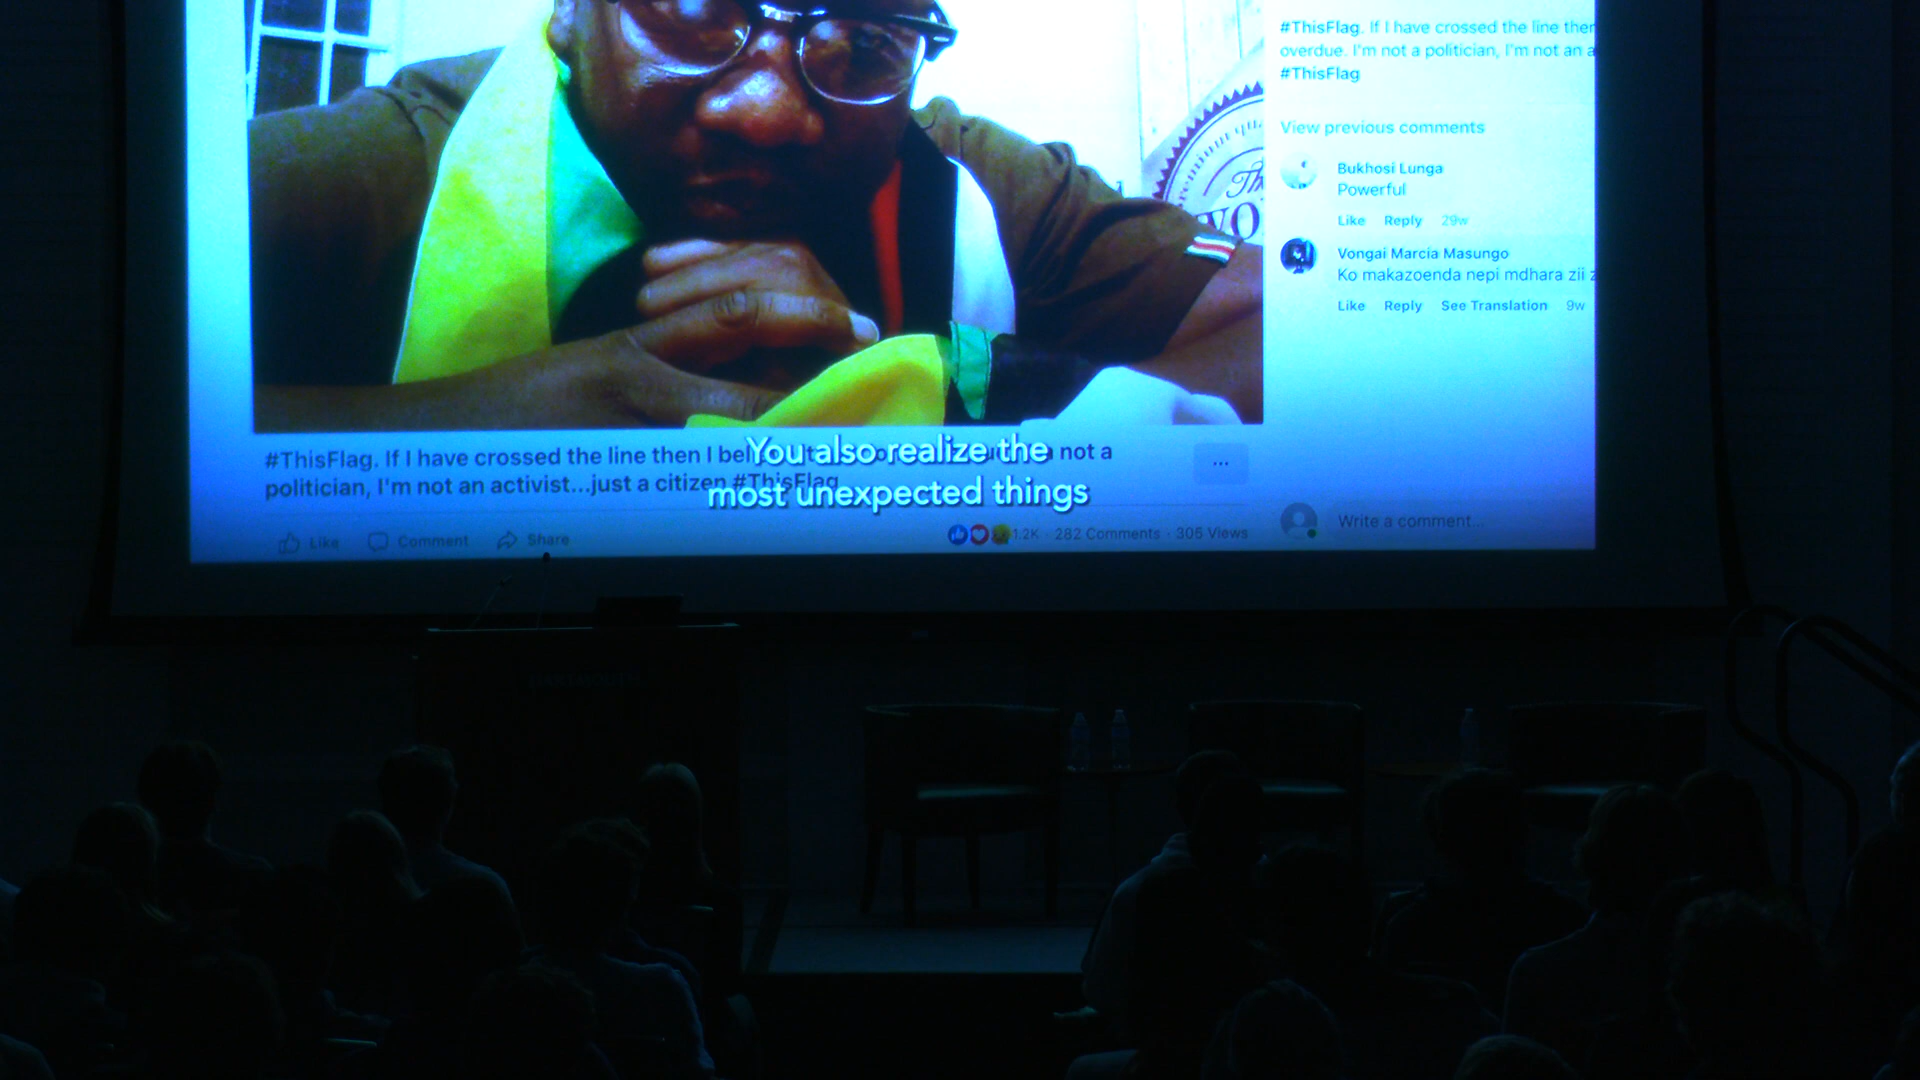 #ThisFlag. If I have crossed the line then
overdue. I'm not a politician, I'm not an a
#ThisFlag
View previous comments
Bukhosi Lunga
Powerful
Like Reply 29w
Vongai Marcia Masungo
Ko makazoenda nepi mdhara zii z
Like Reply See Translation 9w
#ThisFlag. If I have crossed the line then I bel not a
politician, I'm not an activist...just a citizen #ThisFlag
You also realize the
most unexpected things
Like Comment Share
1.2K · 282 Comments · 305 Views
Write a comment...
The